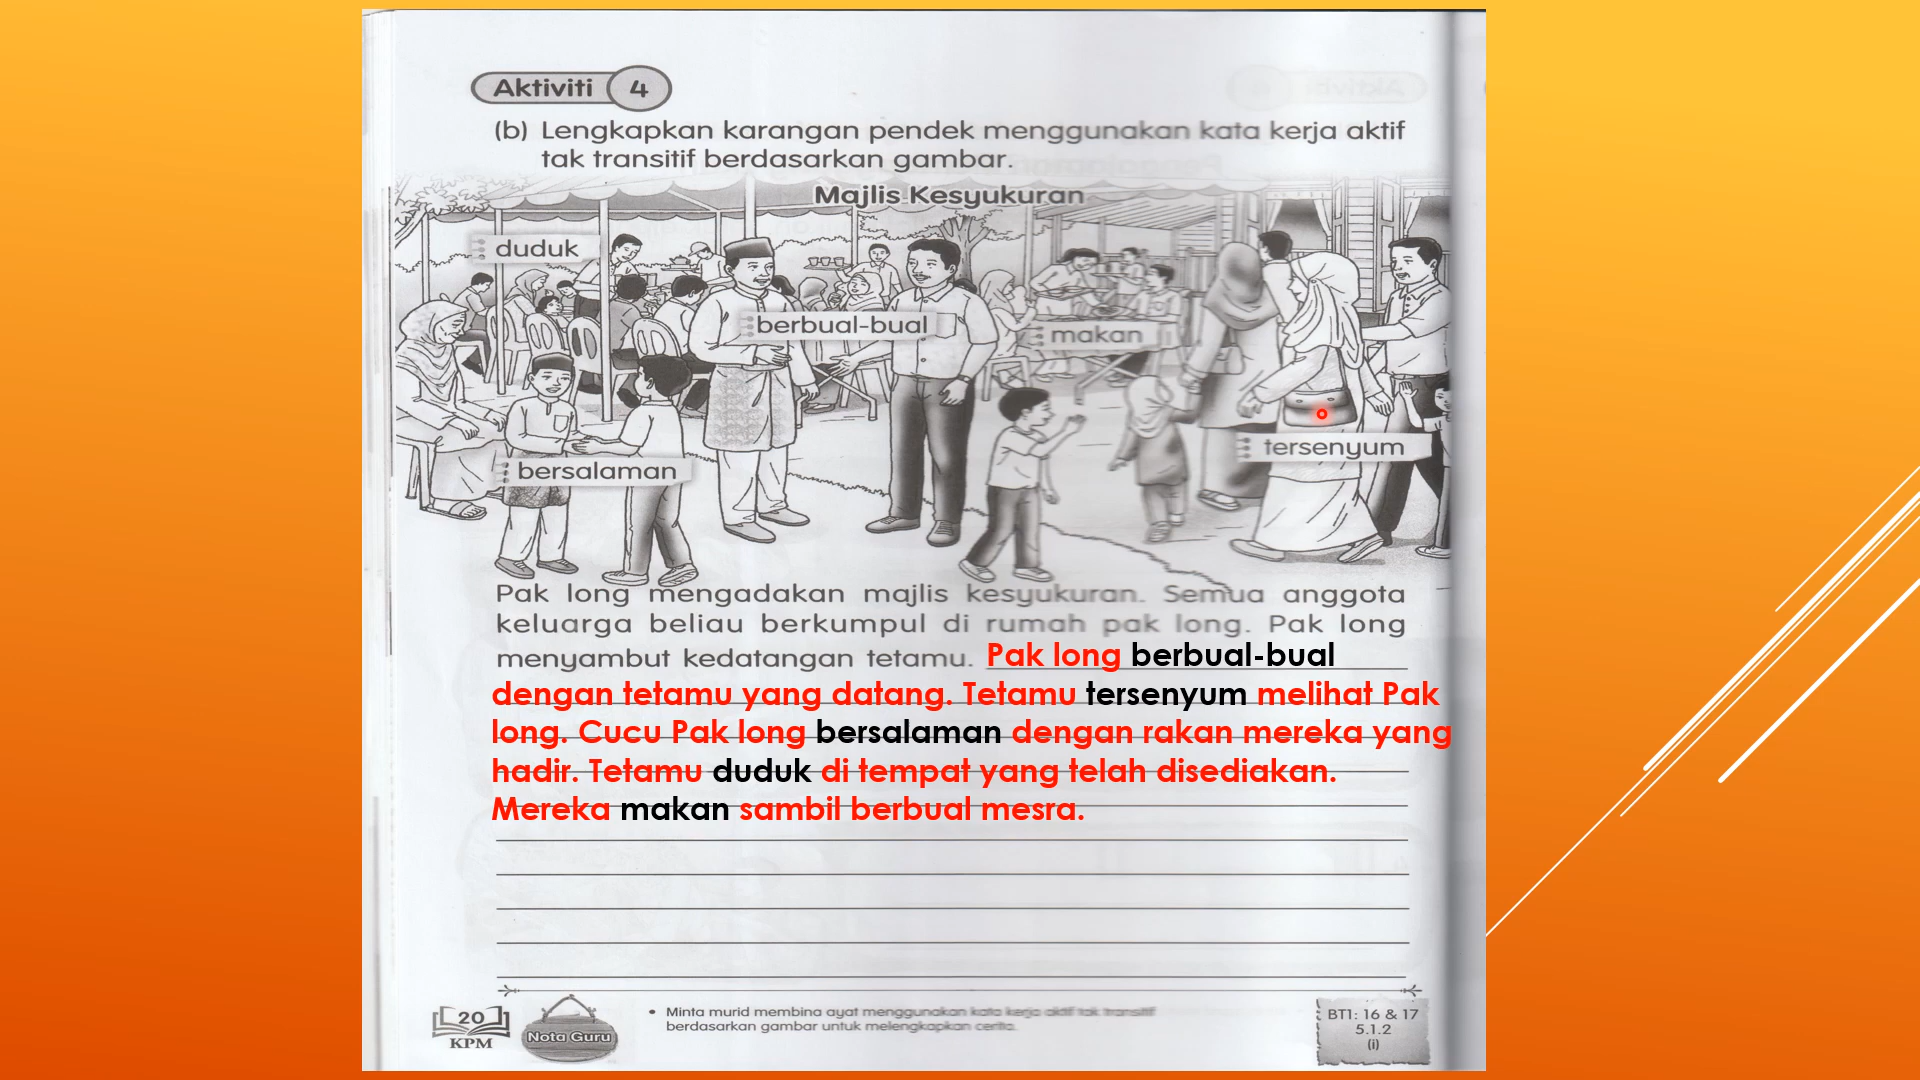 Aktiviti 4
(b) Lengkapkan karangan pendek menggunakan kata kerja aktif
tak transitif berdasarkan gambar.
Majlis Kesyukuran
duduk
berbual-bual
makan
tersenyum
bersalaman
Pak long mengadakan majlis kesyukuran. Semua anggota
keluarga beliau berkumpul di rumah pak long. Pak long
menyambut kedatangan tetamu. Pak long berbual-bual
dengan tetamu yang datang. Tetamu tersenyum melihat Pak
long. Cucu Pak long bersalaman dengan rakan mereka yang
hadir. Tetamu duduk di tempat yang telah disediakan.
Mereka makan sambil berbual mesra.
20
KPM
Nota Guru
• Minta murid membina ayat menggunakan kata kerja aktif tak transitif
berdasarkan gambar untuk melengkapkan cerita.
BT1: 16 & 17
5.1.2
(i)